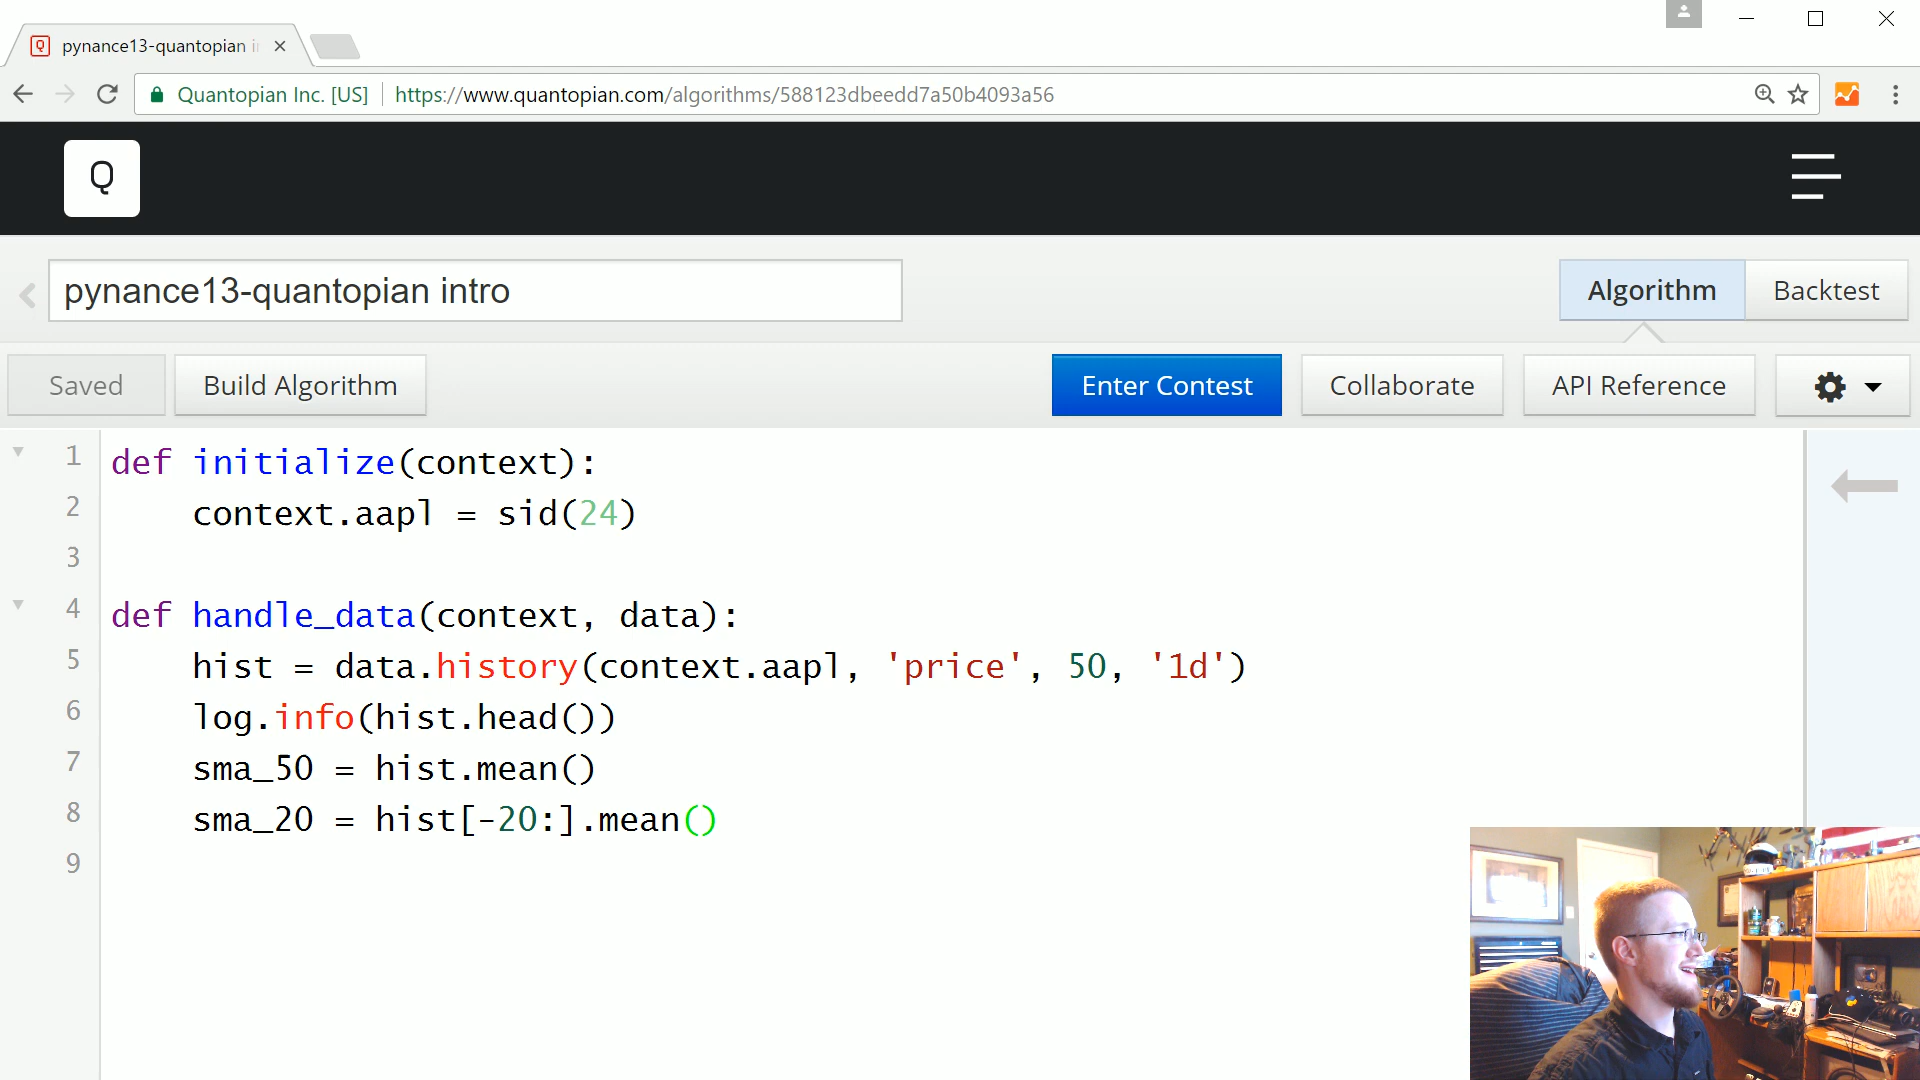 pynance13-quantopian i
Quantopian Inc. [US]
https://www.quantopian.com/algorithms/588123dbeedd7a50b4093a56
Q
pynance13-quantopian intro
Algorithm
Backtest
Saved
Build Algorithm
Enter Contest
Collaborate
API Reference
1 def initialize(context):
2 context.aapl = sid(24)
3
4 def handle_data(context, data):
5 hist = data.history(context.aapl, 'price', 50, '1d')
6 log.info(hist.head())
7 sma_50 = hist.mean()
8 sma_20 = hist[-20:].mean()
9